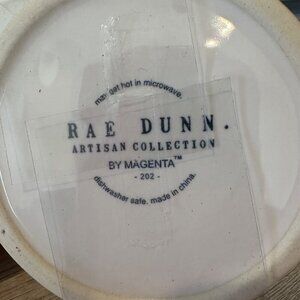 may get hot in microwave.
RAE DUNN.
ARTISAN COLLECTION
BY MAGENTA™
- 202 -
dishwasher safe. made in china.